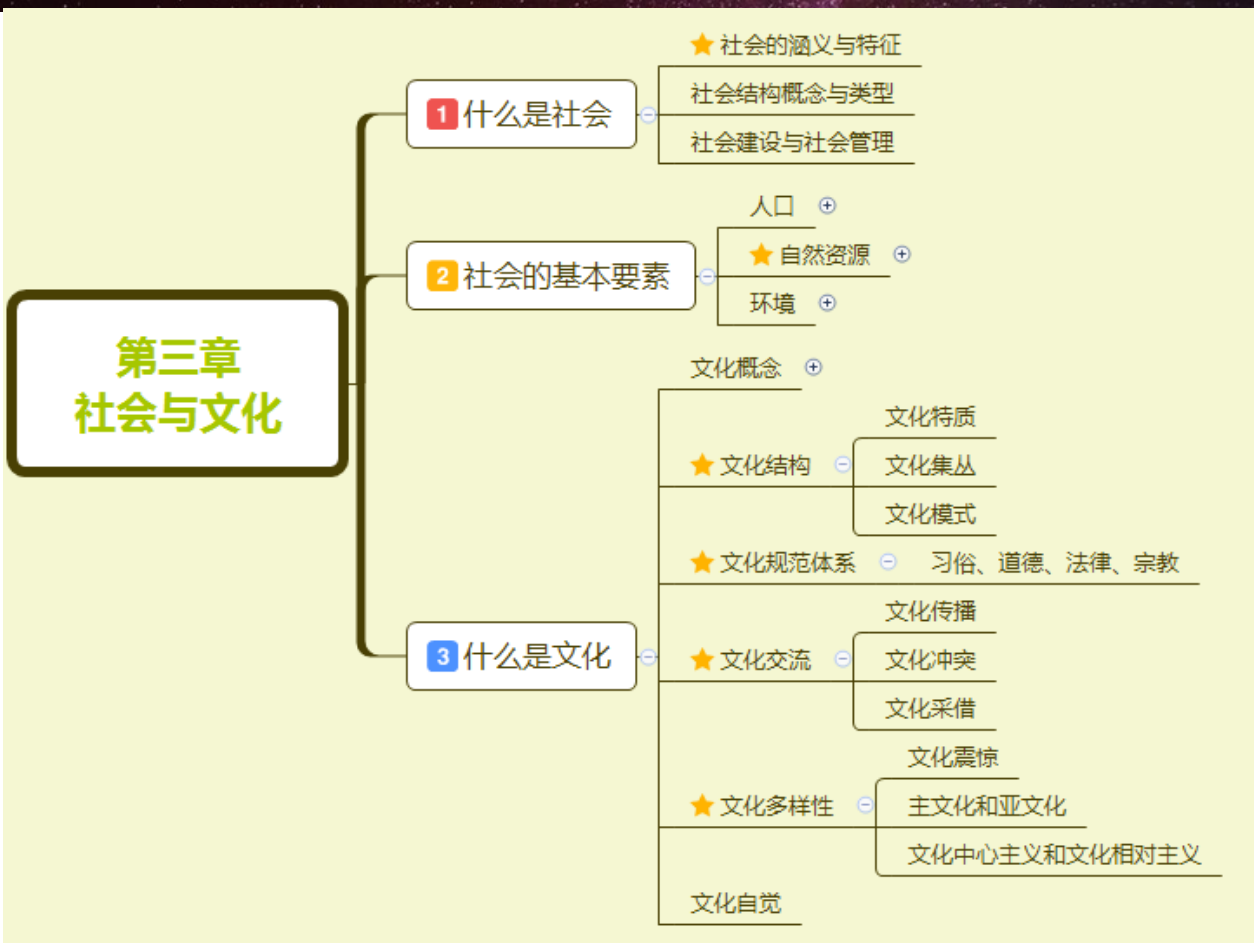 第三章
社会与文化
1 什么是社会
社会的涵义与特征
社会结构概念与类型
社会建设与社会管理
2 社会的基本要素
人口
自然资源
环境
3 什么是文化
文化概念
文化结构
文化特质
文化集丛
文化模式
文化规范体系
习俗、道德、法律、宗教
文化交流
文化传播
文化冲突
文化采借
文化多样性
文化震惊
主文化和亚文化
文化中心主义和文化相对主义
文化自觉